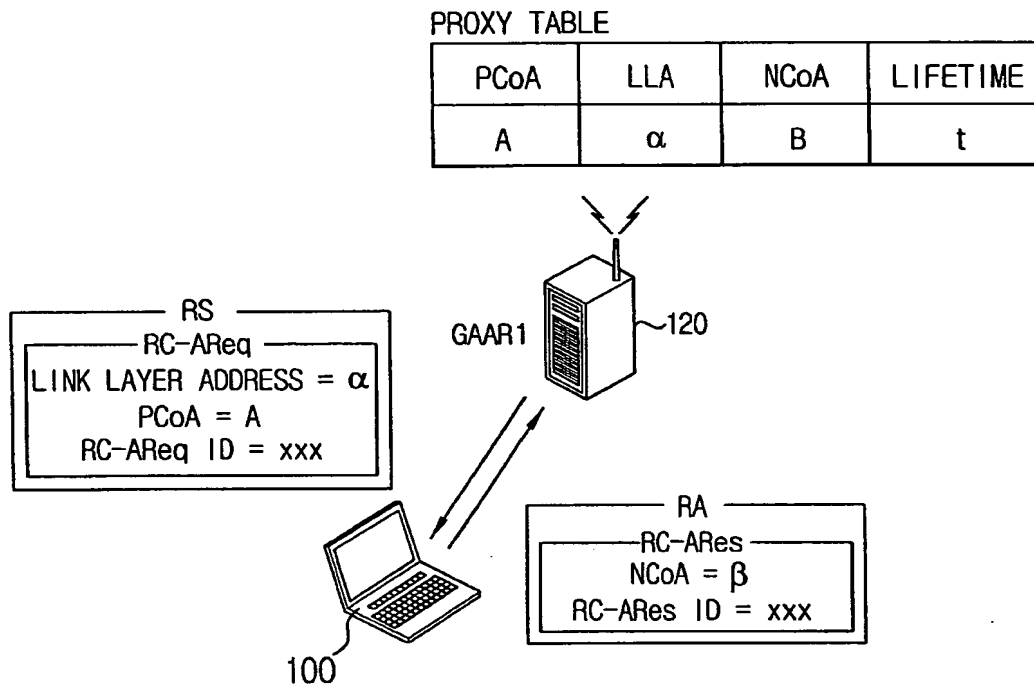 PROXY TABLE
PCoA LLA NCoA LIFETIME
A α B t
GAAR1
120
RS
RC-AReq
LINK LAYER ADDRESS = α
PCoA = A
RC-AReq ID = xxx
RA
RC-ARes
NCoA = β
RC-ARes ID = xxx
100